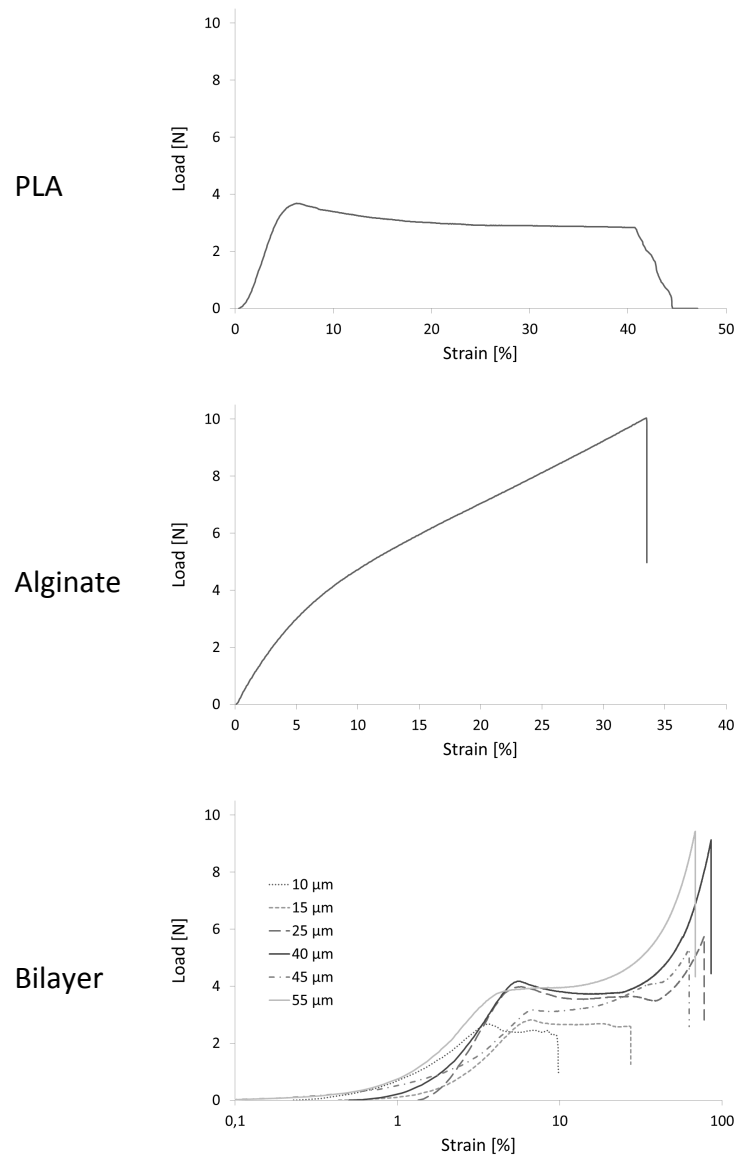 PLA
Load [N]
10
8
6
4
2
0
0 10 20 30 40 50
Strain [%]
Alginate
Load [N]
10
8
6
4
2
0
0 5 10 15 20 25 30 35 40
Strain [%]
Bilayer
Load [N]
10
8
6
4
2
0
10 µm
15 µm
25 µm
40 µm
45 µm
55 µm
0,1 1 10 100
Strain [%]